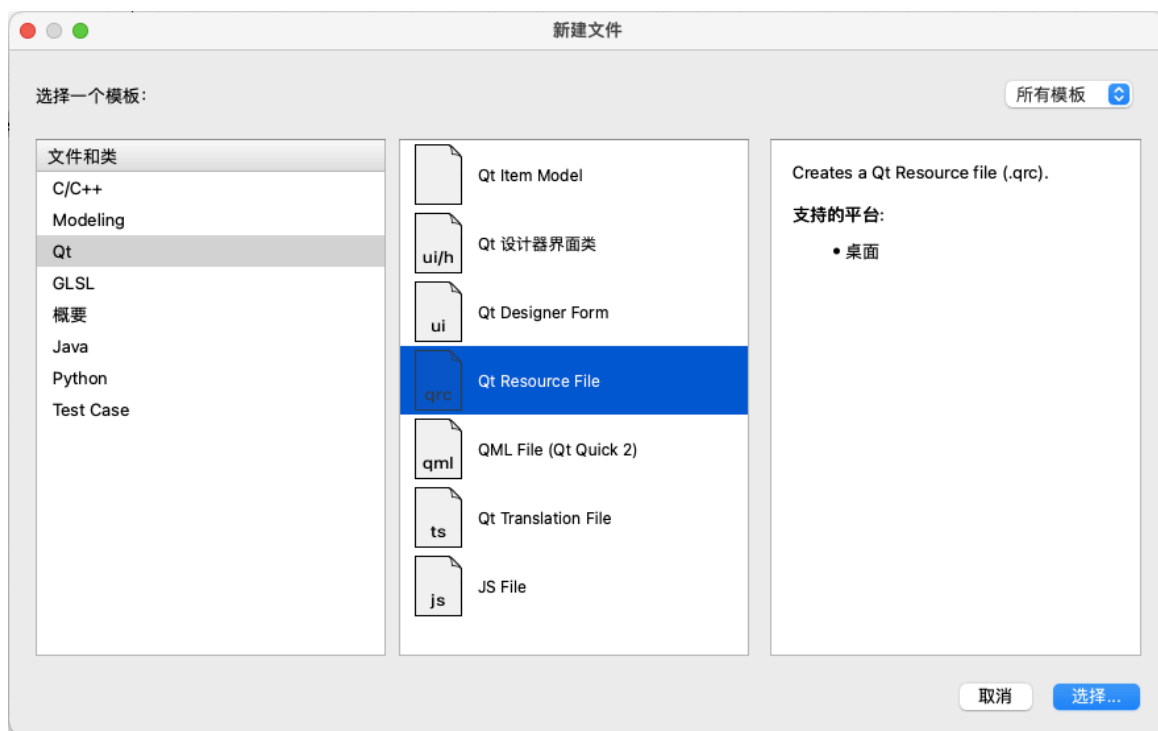 新建文件
选择一个模板:
所有模板
文件和类
C/C++
Modeling
Qt
GLSL
概要
Java
Python
Test Case
Qt Item Model
ui/h
Qt 设计器界面类
ui
Qt Designer Form
qrc
Qt Resource File
qml
QML File (Qt Quick 2)
ts
Qt Translation File
js
JS File
Creates a Qt Resource file (.qrc).
支持的平台:
• 桌面
取消
选择...